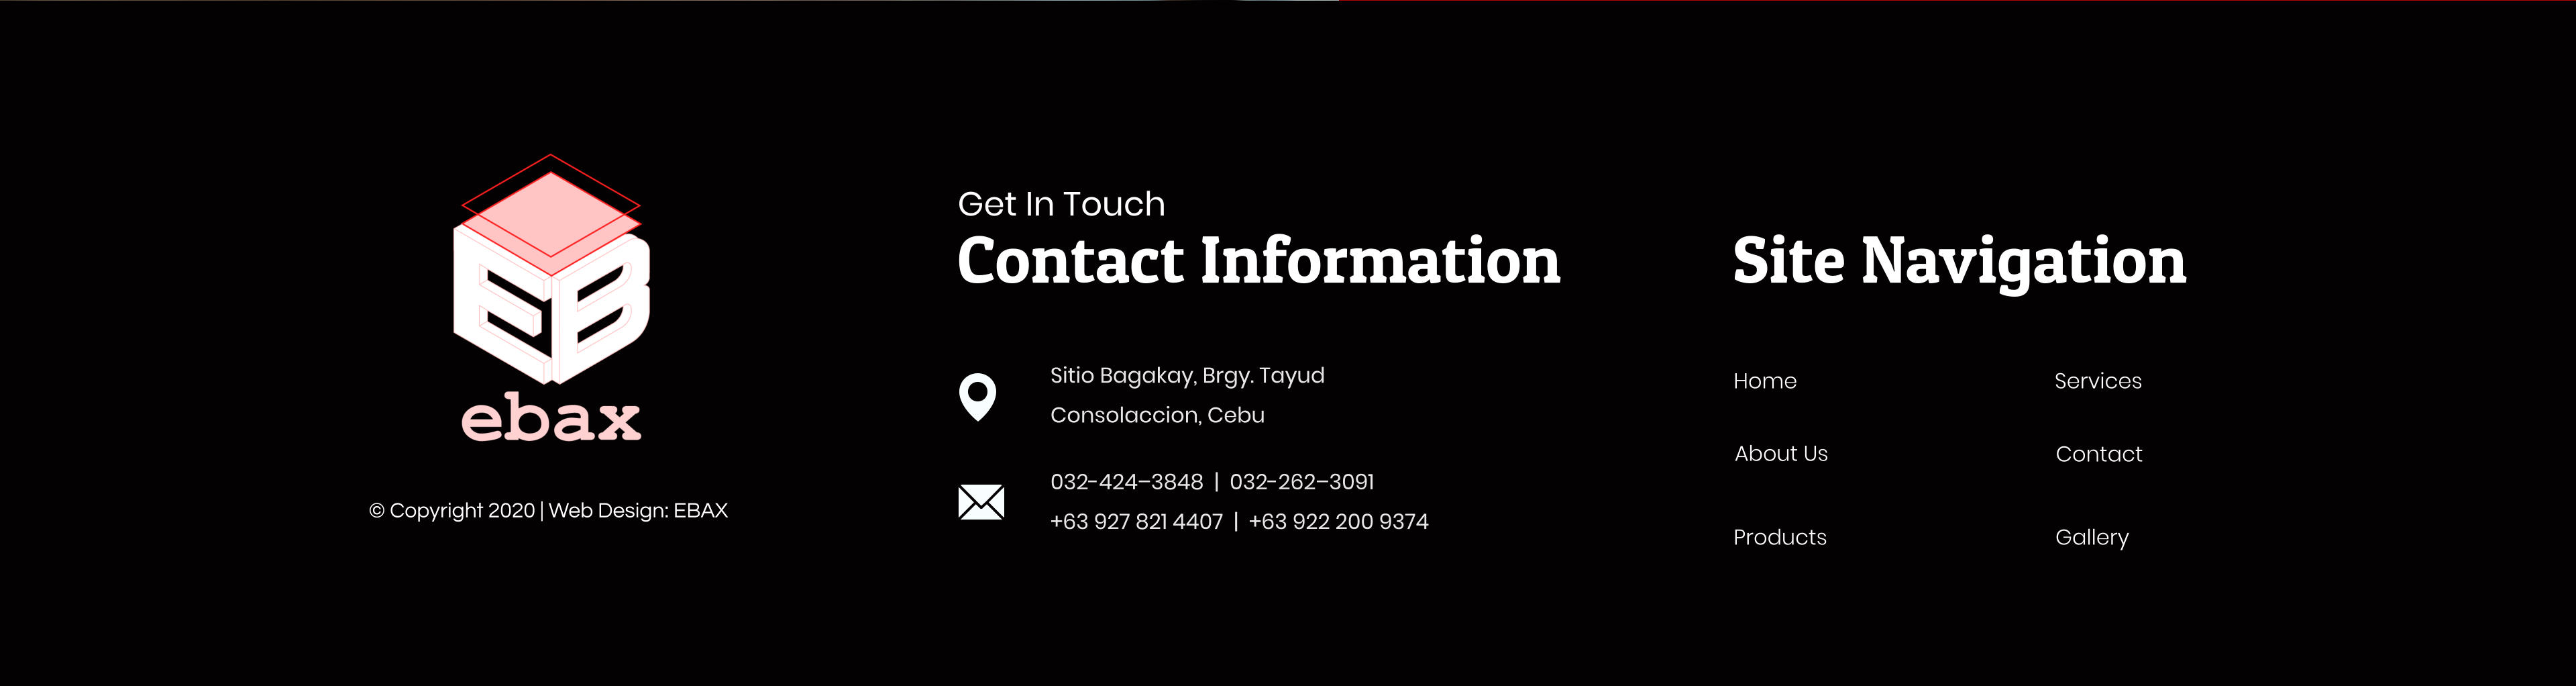 EB
ebax
© Copyright 2020 | Web Design: EBAX
Get In Touch
Contact Information
Sitio Bagakay, Brgy. Tayud
Consolaccion, Cebu
032-424-3848 | 032-262-3091
+63 927 821 4407 | +63 922 200 9374
Site Navigation
Home
Services
About Us
Contact
Products
Gallery